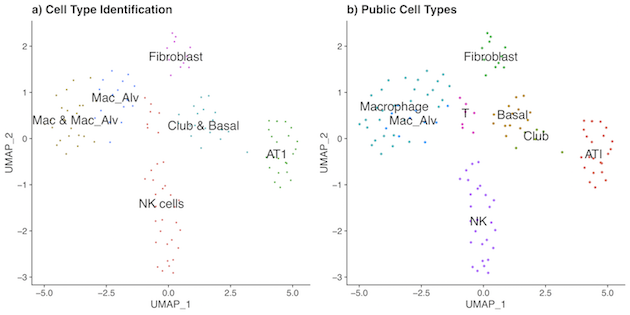 a) Cell Type Identification
b) Public Cell Types
Fibroblast
Mac_Alv
Mac & Mac_Alv
Club & Basal
AT1
NK cells
UMAP_2
2
1
0
−1
−2
−3
−5.0
−2.5
0.0
2.5
5.0
UMAP_1
Fibroblast
Macrophage
Mac_Alv
T
Basal
Club
ATI
NK
UMAP_2
2
1
0
−1
−2
−3
−5.0
−2.5
0.0
2.5
5.0
UMAP_1